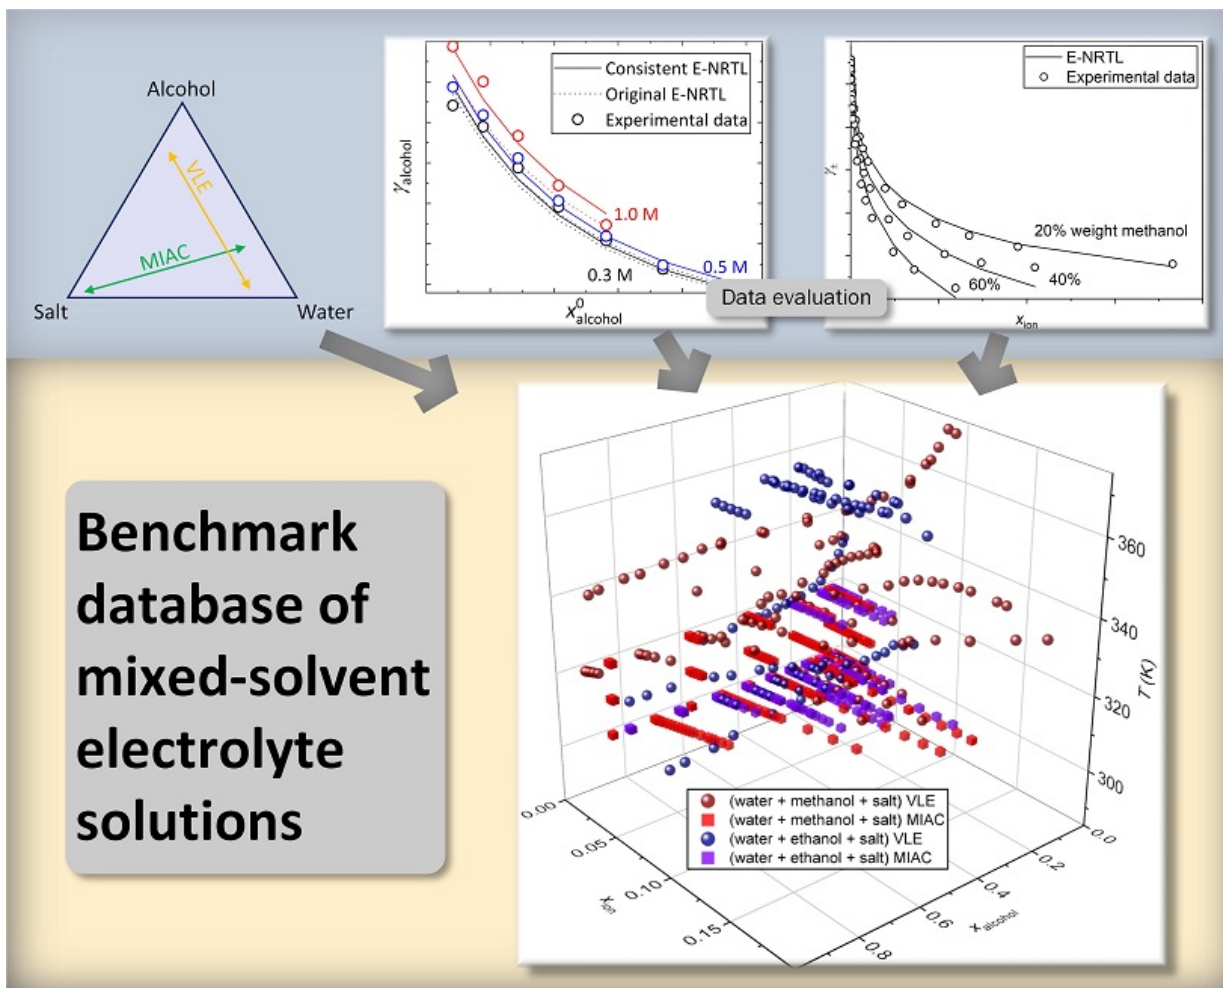 Alcohol
VLE
MIAC
Salt
Water
Consistent E-NRTL
Original E-NRTL
Experimental data
γalcohol
1.0 M
0.5 M
0.3 M
x⁰alcohol
E-NRTL
Experimental data
γ±
20% weight methanol
40%
60%
xion
Data evaluation
Benchmark
database of
mixed-solvent
electrolyte
solutions
360
340
320
300
T (K)
(water + methanol + salt) VLE
(water + methanol + salt) MIAC
(water + ethanol + salt) VLE
(water + ethanol + salt) MIAC
0.00
0.05
0.10
0.15
xion
0.0
0.2
0.4
0.6
0.8
xalcohol